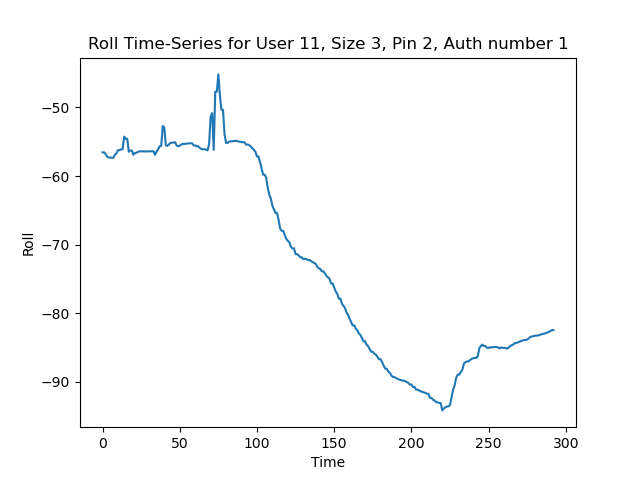 Roll Time-Series for User 11, Size 3, Pin 2, Auth number 1
−50
−60
−70
−80
−90
Roll
0 50 100 150 200 250 300
Time